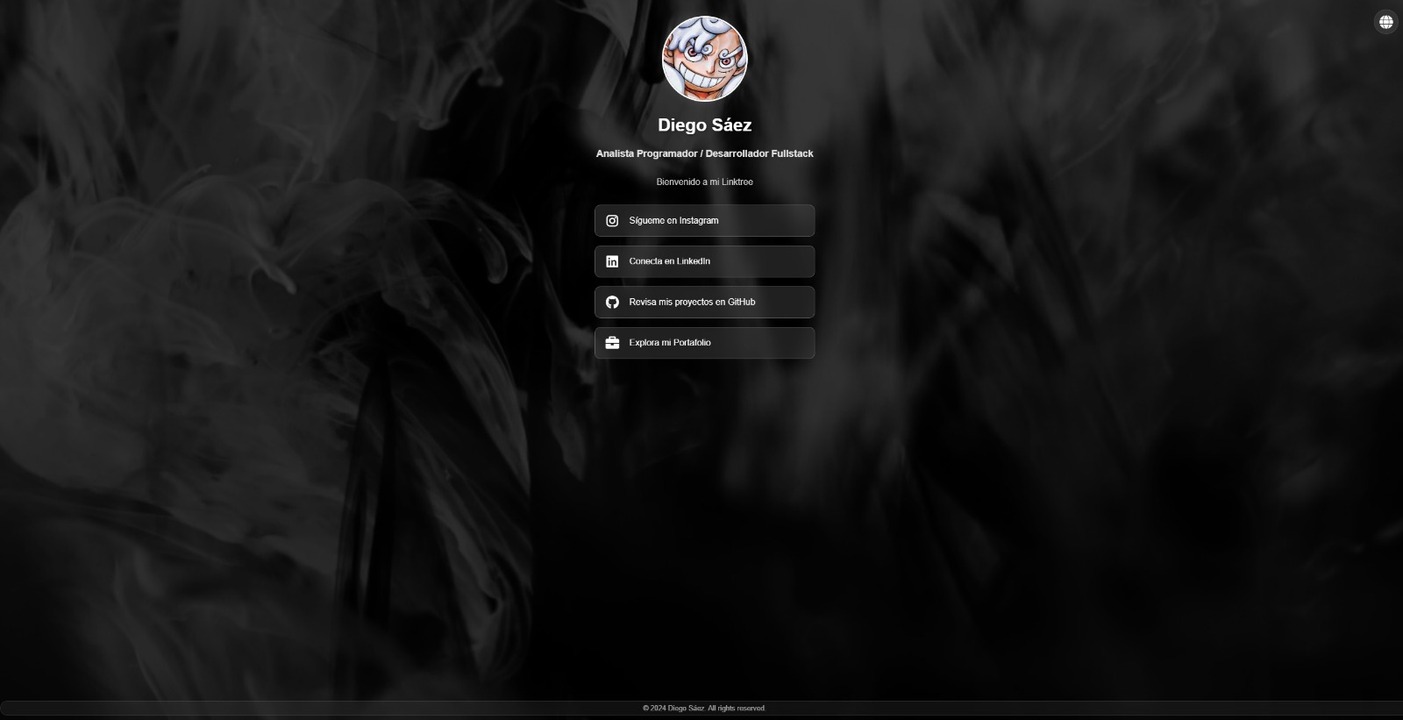 Diego Sáez
Analista Programador / Desarrollador Fullstack
Bienvenido a mi Linktree
Sígueme en Instagram
Conecta en LinkedIn
Revisa mis proyectos en GitHub
Explora mi Portafolio
© 2024 Diego Sáez. All rights reserved.